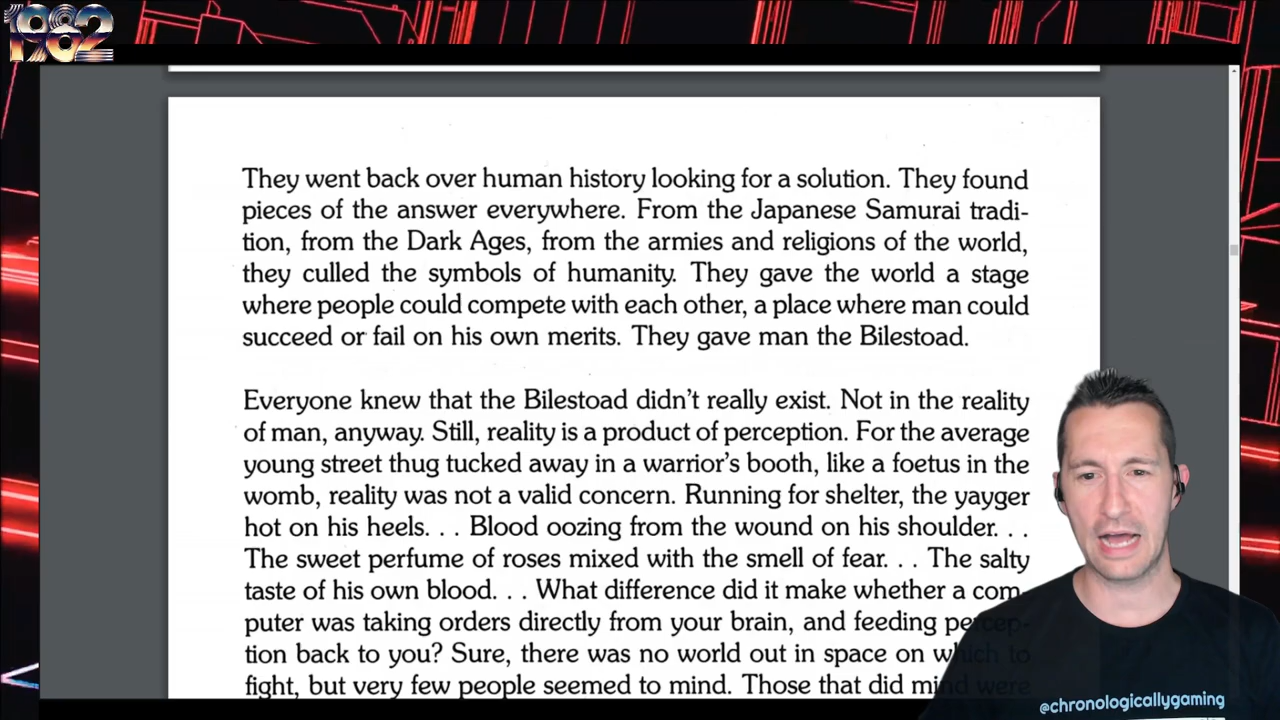 1982
They went back over human history looking for a solution. They found
pieces of the answer everywhere. From the Japanese Samurai tradi-
tion, from the Dark Ages, from the armies and religions of the world,
they culled the symbols of humanity. They gave the world a stage
where people could compete with each other, a place where man could
succeed or fail on his own merits. They gave man the Bilestoad.
Everyone knew that the Bilestoad didn't really exist. Not in the reality
of man, anyway. Still, reality is a product of perception. For the average
young street thug tucked away in a warrior's booth, like a foetus in the
womb, reality was not a valid concern. Running for shelter, the yayger
hot on his heels. . . Blood oozing from the wound on his shoulder. . .
The sweet perfume of roses mixed with the smell of fear. . . The salty
taste of his own blood. . . What difference did it make whether a com-
puter was taking orders directly from your brain, and feeding percep-
tion back to you? Sure, there was no world out in space on which to
fight, but very few people seemed to mind. Those that did mind were
@chronologicallygaming